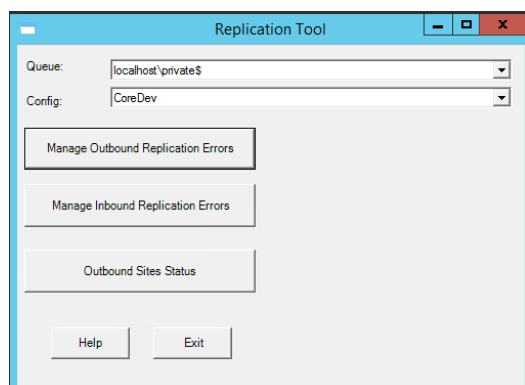 Replication Tool
Queue: localhost\private$
Config: CoreDev
Manage Outbound Replication Errors
Manage Inbound Replication Errors
Outbound Sites Status
Help Exit